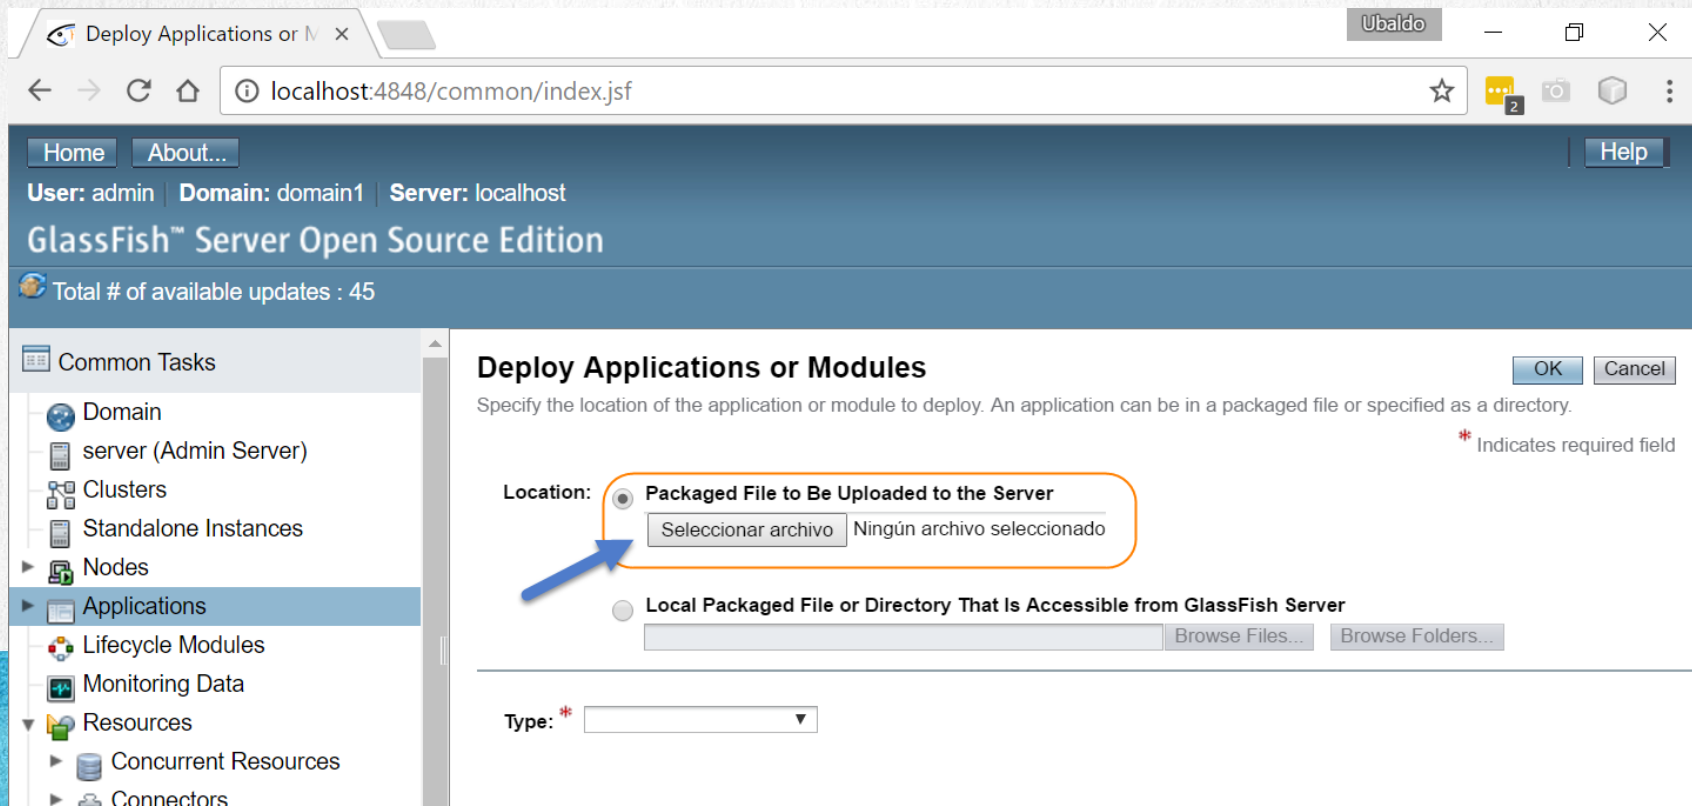 Deploy Applications or M
Ubaldo
localhost:4848/common/index.jsf
2
Home About... Help
User: admin Domain: domain1 Server: localhost
GlassFish™ Server Open Source Edition
Total # of available updates : 45
Common Tasks
Domain
server (Admin Server)
Clusters
Standalone Instances
Nodes
Applications
Lifecycle Modules
Monitoring Data
Resources
Concurrent Resources
Connectors
Deploy Applications or Modules
OK Cancel
Specify the location of the application or module to deploy. An application can be in a packaged file or specified as a directory.
* Indicates required field
Location: Packaged File to Be Uploaded to the Server
Seleccionar archivo Ningún archivo seleccionado
Local Packaged File or Directory That Is Accessible from GlassFish Server
Browse Files... Browse Folders...
Type: *